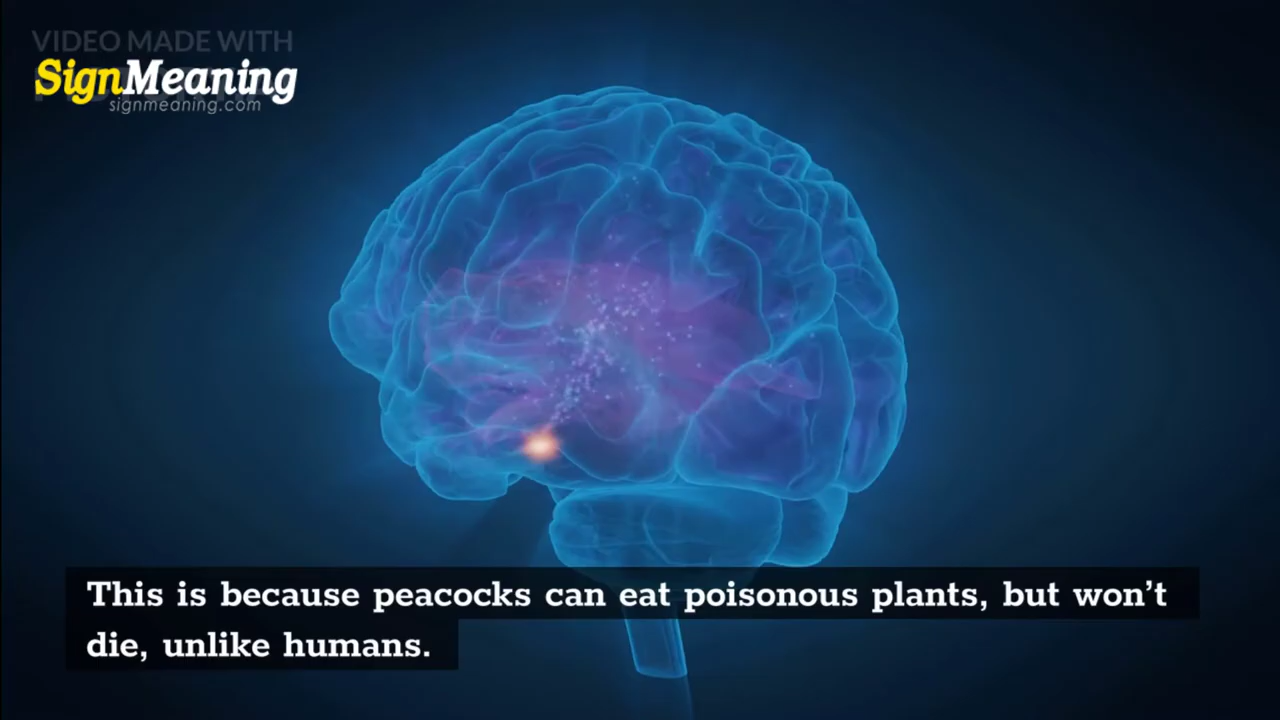 VIDEO MADE WITH
SignMeaning
signmeaning.com
This is because peacocks can eat poisonous plants, but won’t
die, unlike humans.